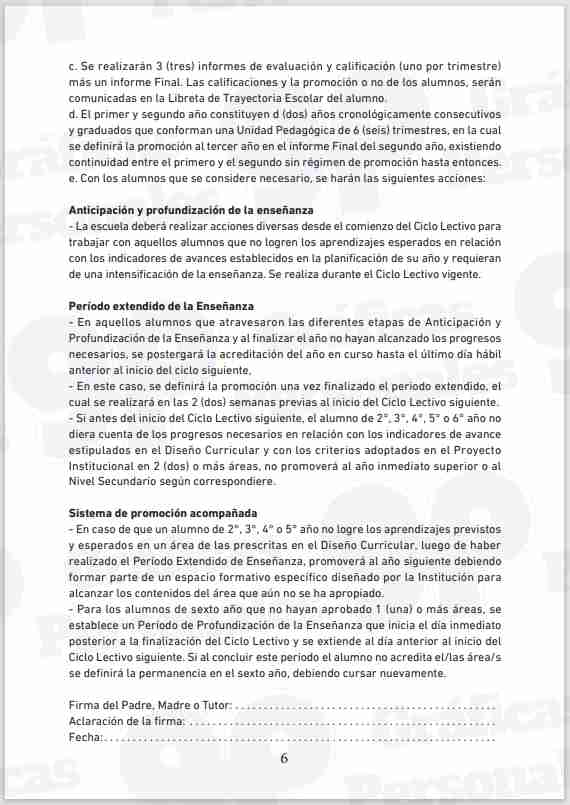 c. Se realizarán 3 (tres) informes de evaluación y calificación (uno por trimestre)
más un informe Final. Las calificaciones y la promoción o no de los alumnos, serán
comunicadas en la Libreta de Trayectoria Escolar del alumno.
d. El primer y segundo año constituyen d (dos) años cronológicamente consecutivos
y graduados que conforman una Unidad Pedagógica de 6 (seis) trimestres, en la cual
se definirá la promoción al tercer año en el informe Final del segundo año, existiendo
continuidad entre el primero y el segundo sin régimen de promoción hasta entonces.
e. Con los alumnos que se considere necesario, se harán las siguientes acciones:
Anticipación y profundización de la enseñanza
- La escuela deberá realizar acciones diversas desde el comienzo del Ciclo Lectivo para
trabajar con aquellos alumnos que no logren los aprendizajes esperados en relación
con los indicadores de avances establecidos en la planificación de su año y requieran
de una intensificación de la enseñanza. Se realiza durante el Ciclo Lectivo vigente.
Período extendido de la Enseñanza
- En aquellos alumnos que atravesaron las diferentes etapas de Anticipación y
Profundización de la Enseñanza y al finalizar el año no hayan alcanzado los progresos
necesarios, se postergará la acreditación del año en curso hasta el último día hábil
anterior al inicio del ciclo siguiente,
- En este caso, se definirá la promoción una vez finalizado el periodo extendido, el
cual se realizará en las 2 (dos) semanas previas al inicio del Ciclo Lectivo siguiente.
- Si antes del inicio del Ciclo Lectivo siguiente, el alumno de 2°, 3°, 4°, 5° o 6° año no
diera cuenta de los progresos necesarios en relación con los indicadores de avance
estipulados en el Diseño Curricular y con los criterios adoptados en el Proyecto
Institucional en 2 (dos) o más áreas, no promoverá al año inmediato superior o al
Nivel Secundario según correspondiere.
Sistema de promoción acompañada
- En caso de que un alumno de 2°, 3°, 4° o 5° año no logre los aprendizajes previstos
y esperados en un área de las prescritas en el Diseño Curricular, luego de haber
realizado el Período Extendido de Enseñanza, promoverá al año siguiente debiendo
formar parte de un espacio formativo específico diseñado por la Institución para
alcanzar los contenidos del área que aún no se ha apropiado.
- Para los alumnos de sexto año que no hayan aprobado 1 (una) o más áreas, se
establece un Período de Profundización de la Enseñanza que inicia el día inmediato
posterior a la finalización del Ciclo Lectivo y se extiende al día anterior al inicio del
Ciclo Lectivo siguiente. Si al concluir este periodo el alumno no acredita el/las área/s
se definirá la permanencia en el sexto año, debiendo cursar nuevamente.
Firma del Padre, Madre o Tutor: . . . . . . . . . . . . . . . . . . . . . . . . . . . . . . . . . . . . . . . . . . . . . .
Aclaración de la firma: . . . . . . . . . . . . . . . . . . . . . . . . . . . . . . . . . . . . . . . . . . . . . . . . . . . . .
Fecha: . . . . . . . . . . . . . . . . . . . . . . . . . . . . . . . . . . . . . . . . . . . . . . . . . . . . . . . . . . . . . . . . . . . .
6
Gráficas
Personales